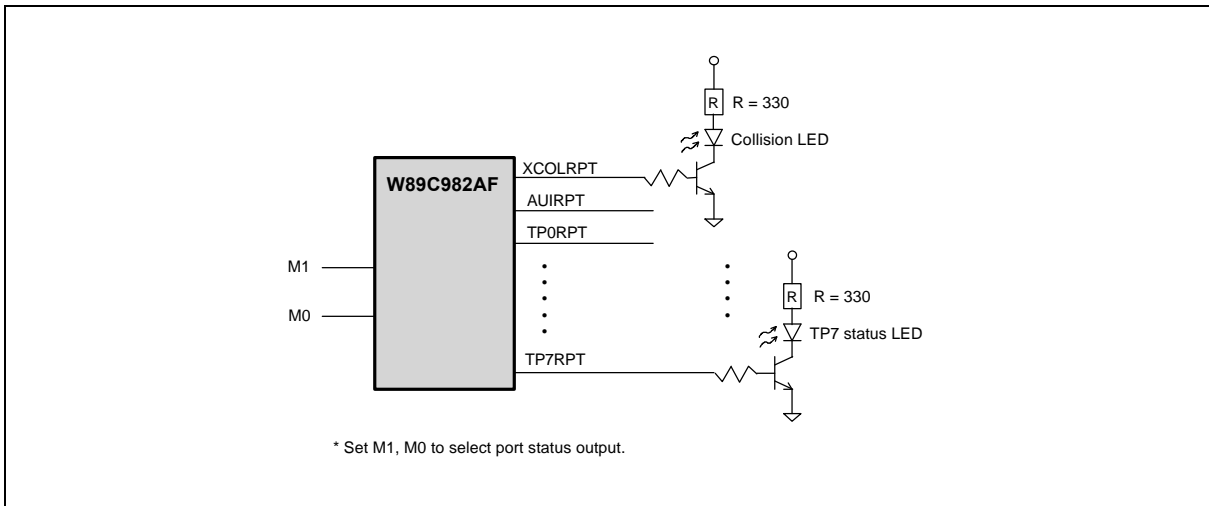 R R = 330
Collision LED
W89C982AF
XCOLRPT
AUIRPT
TP0RPT
M1
M0
R R = 330
TP7 status LED
TP7RPT
* Set M1, M0 to select port status output.